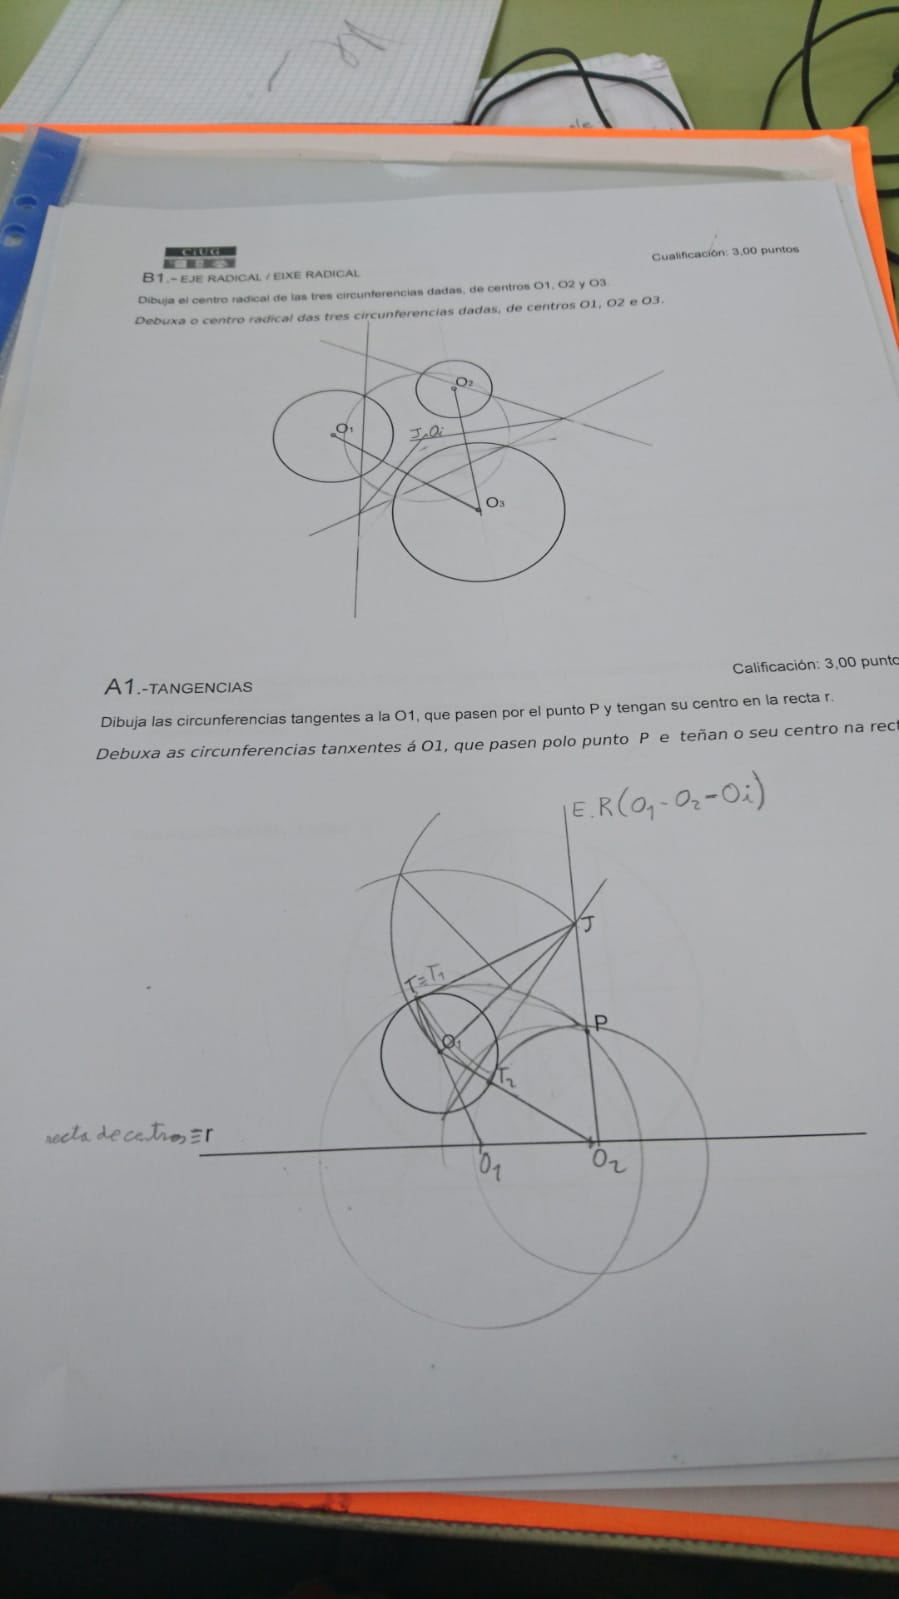 CiUG
Cualificación: 3,00 puntos
B1.- EJE RADICAL / EIXE RADICAL
Dibuja el centro radical de las tres circunferencias dadas, de centros O1, O2 y O3.
Debuxa o centro radical das tres circunferencias dadas, de centros O1, O2 e O3.
O2
O1
O3
Calificación: 3,00 punto
A1.-TANGENCIAS
Dibuja las circunferencias tangentes a la O1, que pasen por el punto P y tengan su centro en la recta r.
Debuxa as circunferencias tanxentes á O1, que pasen polo punto P e teñan o seu centro na rect
E.R(O1-O2-Oi)
J
T≡T1
P
O1
T2
recta de centros ≡ r
O1
O2